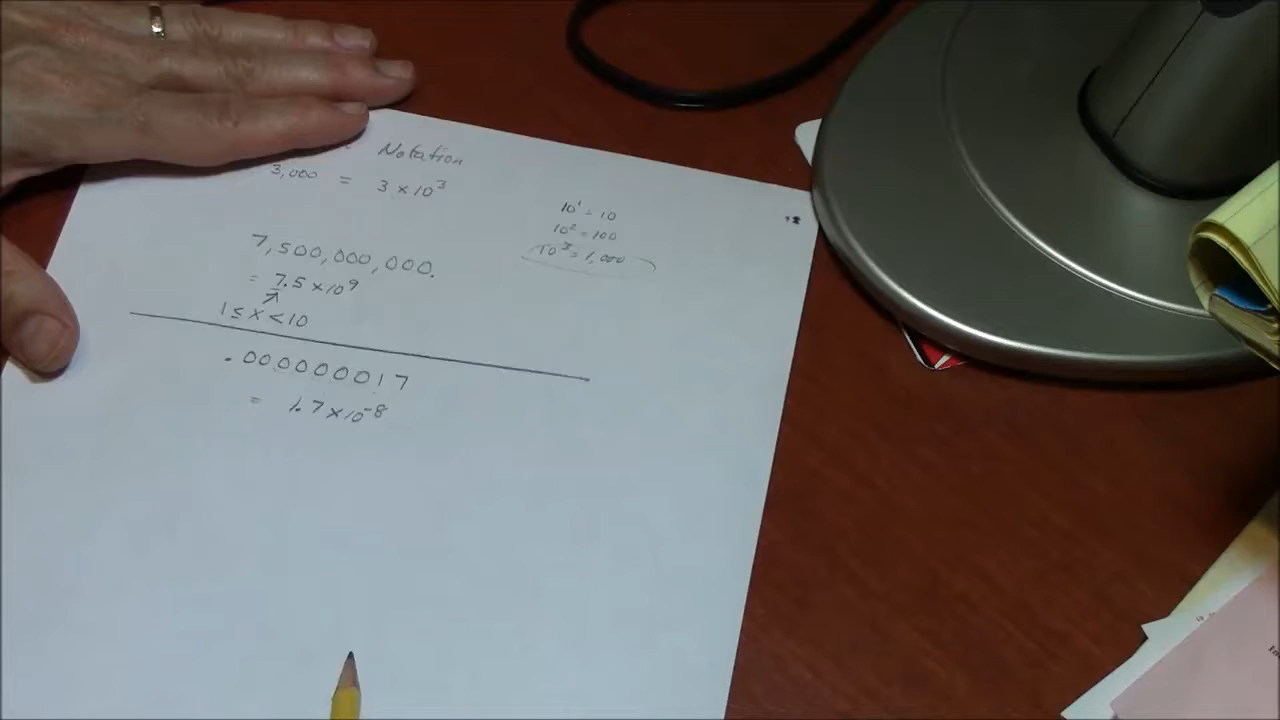 Notation
3,000 = 3 × 10³
10¹ = 10
10² = 100
10³ = 1,000
7,500,000,000.
= 7.5 × 10⁹
1 ≤ x < 10
.000000017
= 1.7 × 10⁻⁸